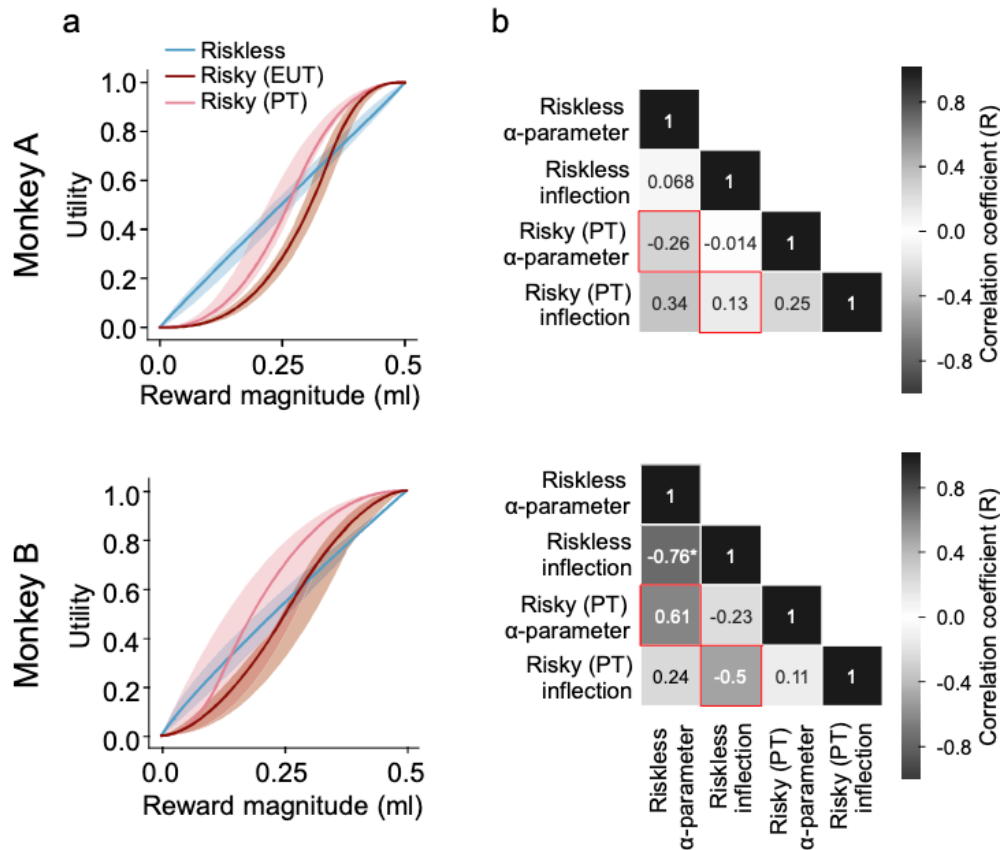 a
b
Riskless
Risky (EUT)
Risky (PT)
Monkey A
Utility
1.0
0.8
0.6
0.4
0.2
0.0
0.0
0.25
0.5
Reward magnitude (ml)
Riskless
α-parameter
1
Riskless
inflection
0.068
1
Risky (PT)
α-parameter
-0.26
-0.014
1
Risky (PT)
inflection
0.34
0.13
0.25
1
0.8
0.4
0.0
-0.4
-0.8
Correlation coefficient (R)
Monkey B
Utility
1.0
0.8
0.6
0.4
0.2
0.0
0.0
0.25
0.5
Reward magnitude (ml)
Riskless
α-parameter
1
Riskless
inflection
-0.76*
1
Risky (PT)
α-parameter
0.61
-0.23
1
Risky (PT)
inflection
0.24
-0.5
0.11
1
Riskless
α-parameter
Riskless
inflection
Risky (PT)
α-parameter
Risky (PT)
inflection
0.8
0.4
0.0
-0.4
-0.8
Correlation coefficient (R)